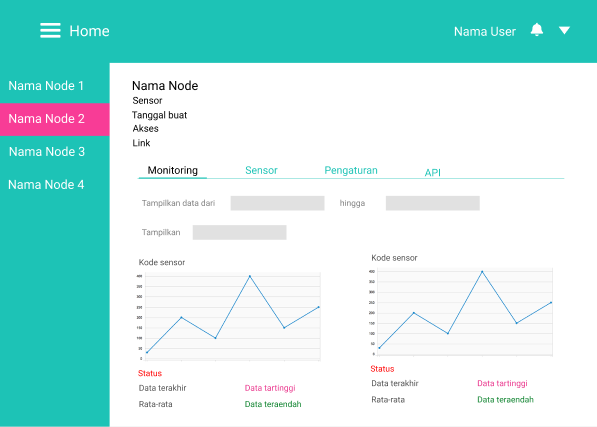 Home
Nama User
Nama Node 1
Nama Node 2
Nama Node 3
Nama Node 4
Nama Node
Sensor
Tanggal buat
Akses
Link
Monitoring Sensor Pengaturan API
Tampilkan data dari hingga
Tampilkan
Kode sensor
400
350
300
250
200
150
100
50
0
Status
Data terakhir Data tartinggi
Rata-rata Data teraendah
Kode sensor
400
350
300
250
200
150
100
50
0
Status
Data terakhir Data tartinggi
Rata-rata Data teraendah